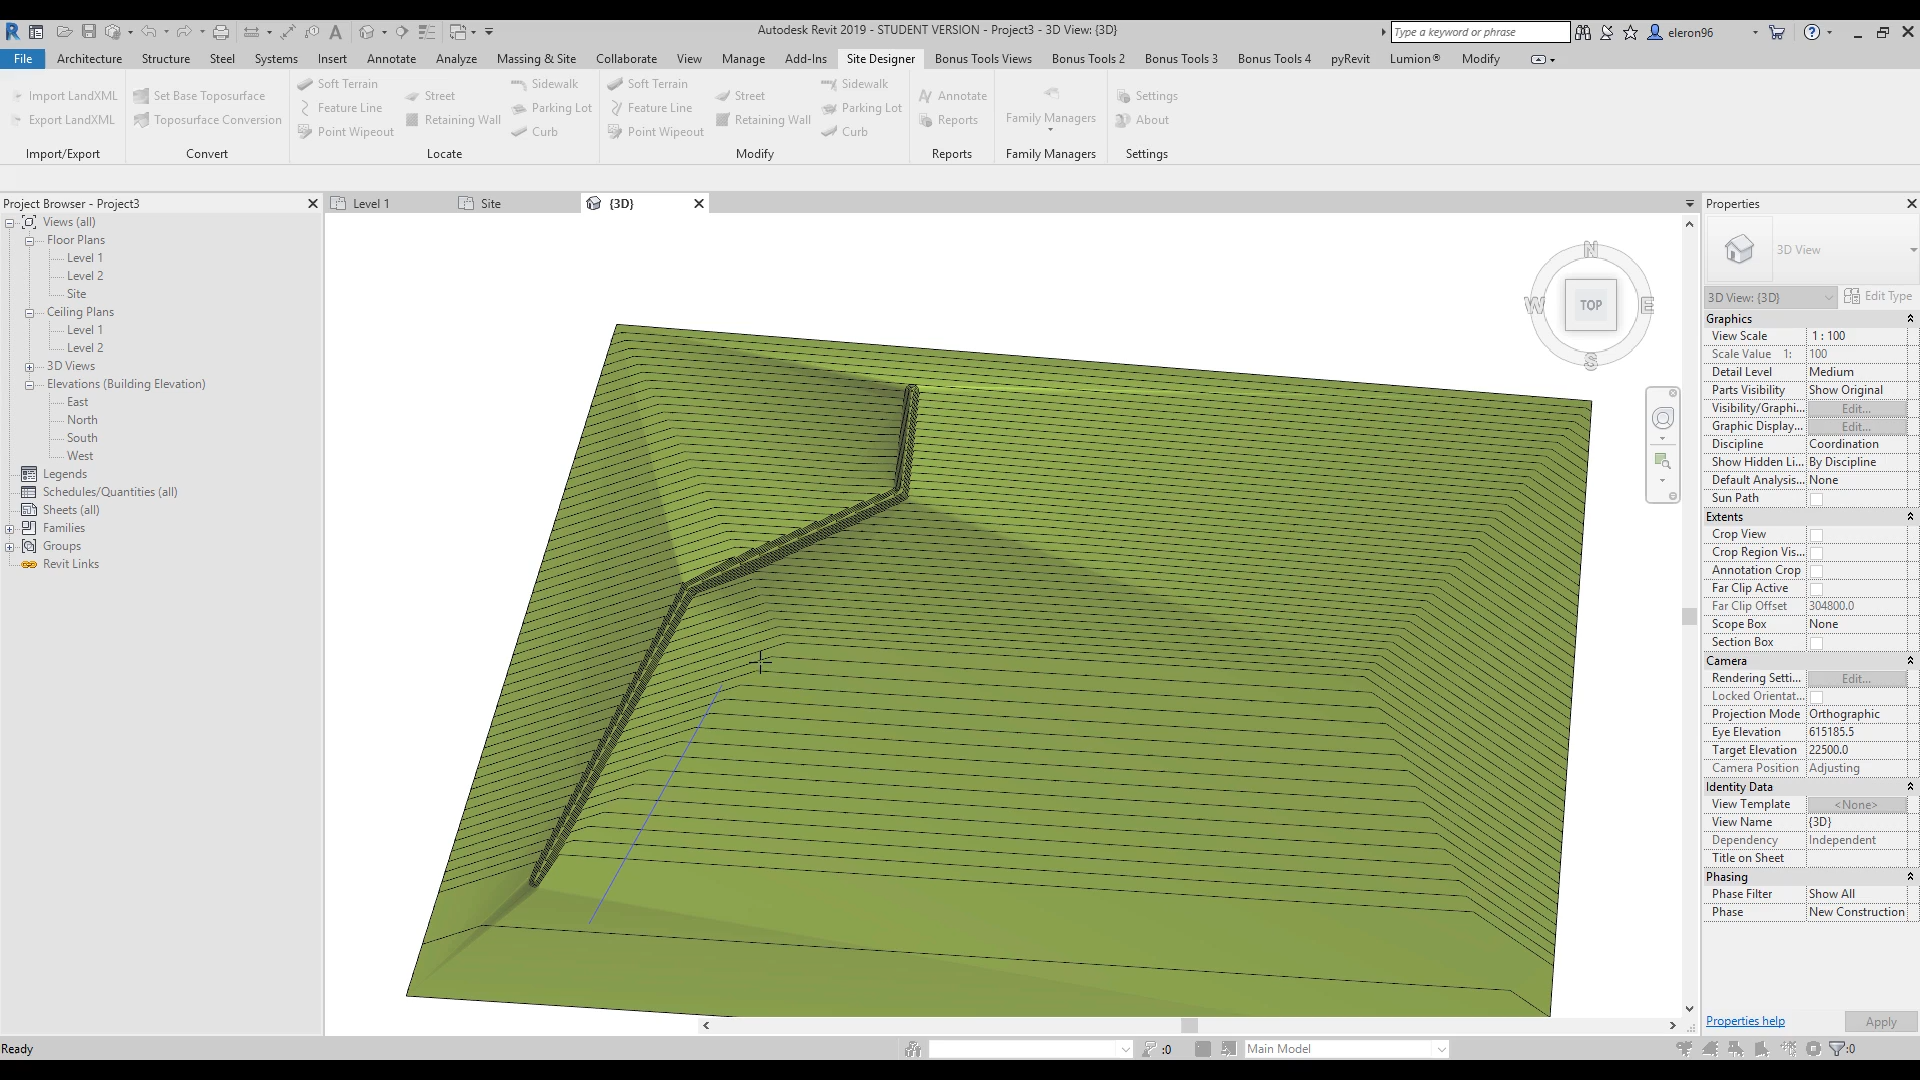 Autodesk Revit 2019 - STUDENT VERSION - Project3 - 3D View: {3D}
Type a keyword or phrase
eleron96
File Architecture Structure Steel Systems Insert Annotate Analyze Massing & Site Collaborate View Manage Add-Ins Site Designer Bonus Tools Views Bonus Tools 2 Bonus Tools 3 Bonus Tools 4 pyRevit Lumion® Modify
Import LandXML
Export LandXML
Import/Export
Set Base Toposurface
Toposurface Conversion
Convert
Soft Terrain
Feature Line
Point Wipeout
Street
Retaining Wall
Sidewalk
Parking Lot
Curb
Locate
Soft Terrain
Feature Line
Point Wipeout
Street
Retaining Wall
Sidewalk
Parking Lot
Curb
Modify
Annotate
Reports
Reports
Family Managers
Family Managers
Settings
About
Settings
Project Browser - Project3
Views (all)
Floor Plans
Level 1
Level 2
Site
Ceiling Plans
Level 1
Level 2
3D Views
Elevations (Building Elevation)
East
North
South
West
Legends
Schedules/Quantities (all)
Sheets (all)
Families
Groups
Revit Links
Level 1
Site
{3D}
N
W
TOP
E
S
Properties
3D View
3D View: {3D}
Edit Type
Graphics
View Scale 1 : 100
Scale Value 1: 100
Detail Level Medium
Parts Visibility Show Original
Visibility/Graphi... Edit...
Graphic Display... Edit...
Discipline Coordination
Show Hidden Li... By Discipline
Default Analysis... None
Sun Path
Extents
Crop View
Crop Region Vis...
Annotation Crop
Far Clip Active
Far Clip Offset 304800.0
Scope Box None
Section Box
Camera
Rendering Setti... Edit...
Locked Orientat...
Projection Mode Orthographic
Eye Elevation 615185.5
Target Elevation 22500.0
Camera Position Adjusting
Identity Data
View Template <None>
View Name {3D}
Dependency Independent
Title on Sheet
Phasing
Phase Filter Show All
Phase New Construction
Properties help
Apply
Ready
:0
Main Model
:0